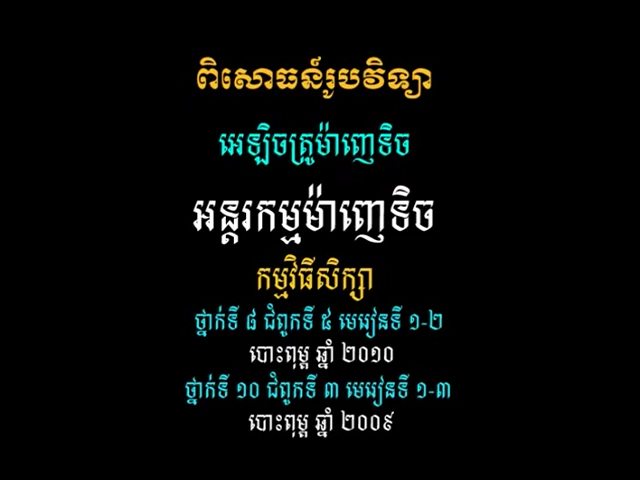 ពិសោធន៍រូបវិទ្យា
អេឡិចត្រូម៉ាញេទិច
អន្តរកម្មម៉ាញេទិច
កម្មវិធីសិក្សា
ថ្នាក់ទី ៨ ជំពូកទី ៥ មេរៀនទី ១-២
បោះពុម្ព ឆ្នាំ ២០១០
ថ្នាក់ទី ១០ ជំពូកទី ៣ មេរៀនទី ១-៣
បោះពុម្ព ឆ្នាំ ២០០៩